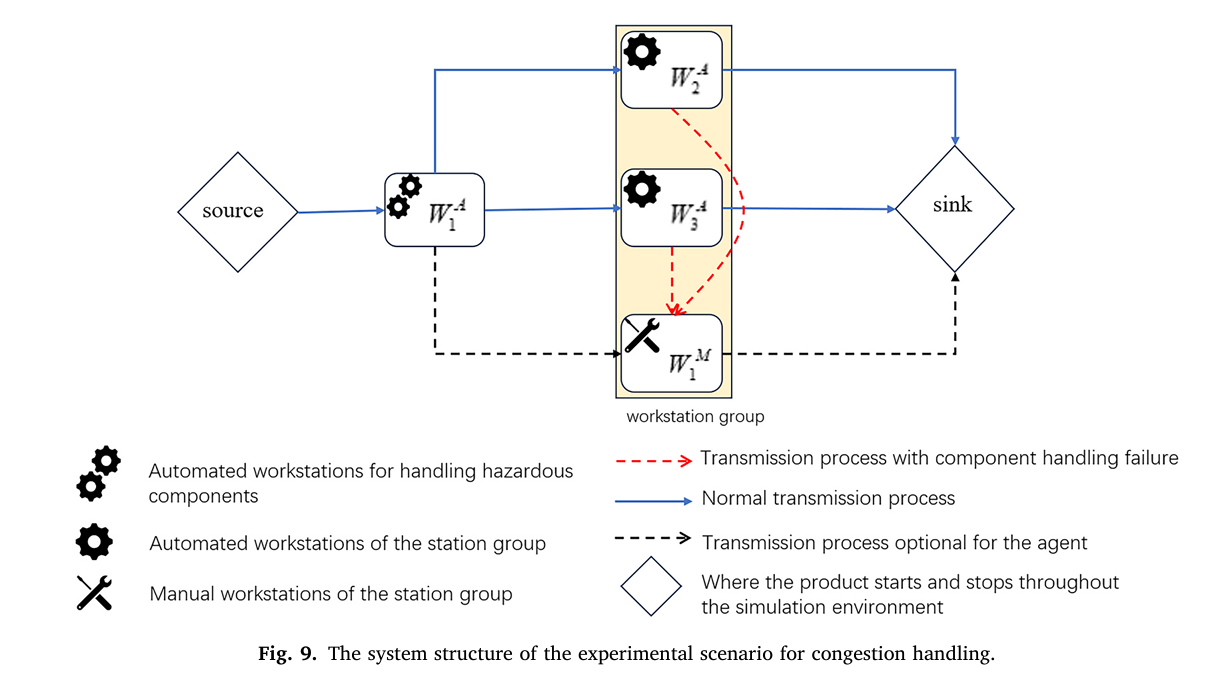 W₂ᴬ
source
W₁ᴬ
W₃ᴬ
sink
W₁ᴹ
workstation group
Automated workstations for handling hazardous
components
Automated workstations of the station group
Manual workstations of the station group
Transmission process with component handling failure
Normal transmission process
Transmission process optional for the agent
Where the product starts and stops throughout
the simulation environment
Fig. 9. The system structure of the experimental scenario for congestion handling.